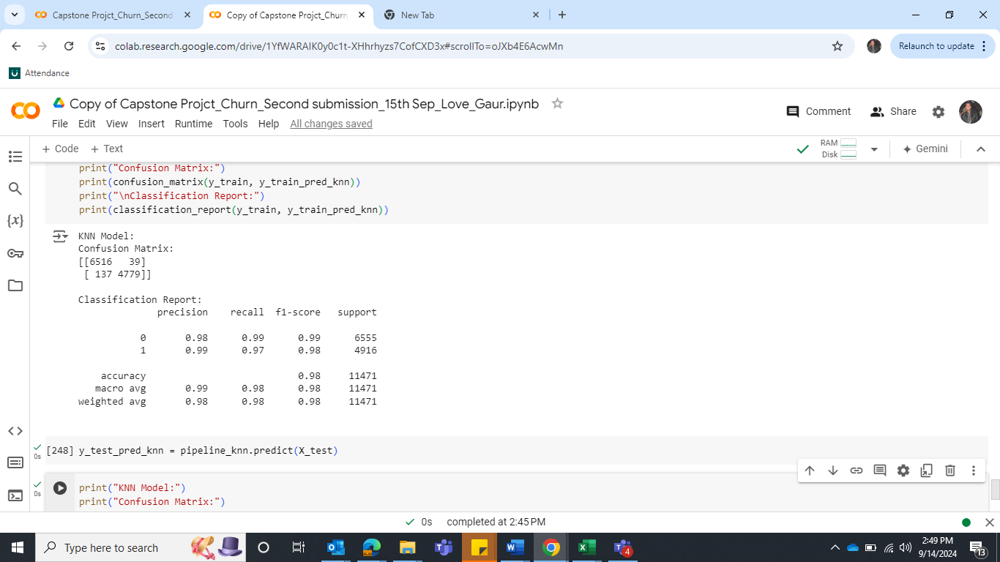 Capstone Projct_Churn_Second
Copy of Capstone Projct_Churn
New Tab
colab.research.google.com/drive/1YfWARAIK0y0c1t-XHhrhyzs7CofCXD3x#scrollTo=oJXb4E6AcwMn
Relaunch to update
Attendance
Copy of Capstone Projct_Churn_Second submission_15th Sep_Love_Gaur.ipynb
File Edit View Insert Runtime Tools Help All changes saved
Comment Share
+ Code + Text
RAM
Disk
Gemini
print("Confusion Matrix:")
print(confusion_matrix(y_train, y_train_pred_knn))
print("\nClassification Report:")
print(classification_report(y_train, y_train_pred_knn))
KNN Model:
Confusion Matrix:
[[6516   39]
 [ 137 4779]]
Classification Report:
              precision    recall  f1-score   support
           0       0.98      0.99      0.99      6555
           1       0.99      0.97      0.98      4916
    accuracy                           0.98     11471
   macro avg       0.99      0.98      0.98     11471
weighted avg       0.98      0.98      0.98     11471
[248] y_test_pred_knn = pipeline_knn.predict(X_test)
0s
0s
print("KNN Model:")
print("Confusion Matrix:")
0s completed at 2:45 PM
Type here to search
4
2:49 PM
9/14/2024
13